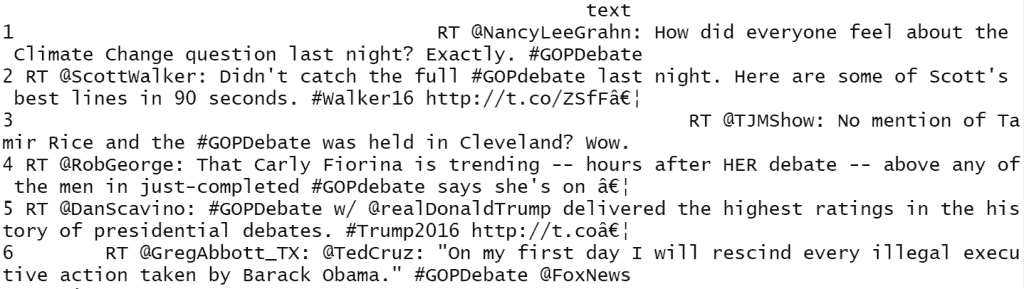 text
1 RT @NancyLeeGrahn: How did everyone feel about the
Climate Change question last night? Exactly. #GOPDebate
2 RT @ScottWalker: Didn't catch the full #GOPdebate last night. Here are some of Scott's
best lines in 90 seconds. #Walker16 http://t.co/ZSfFâ€¦
3 RT @TJMShow: No mention of Ta
mir Rice and the #GOPDebate was held in Cleveland? Wow.
4 RT @RobGeorge: That Carly Fiorina is trending -- hours after HER debate -- above any of
the men in just-completed #GOPdebate says she's on â€¦
5 RT @DanScavino: #GOPDebate w/ @realDonaldTrump delivered the highest ratings in the his
tory of presidential debates. #Trump2016 http://t.coâ€¦
6 RT @GregAbbott_TX: @TedCruz: "On my first day I will rescind every illegal execu
tive action taken by Barack Obama." #GOPDebate @FoxNews